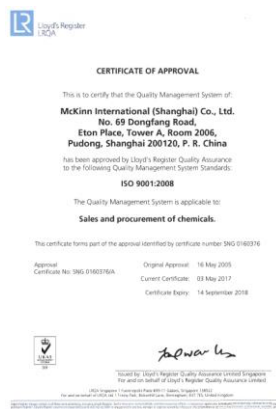 LR
Lloyd's Register
LRQA
CERTIFICATE OF APPROVAL
This is to certify that the Quality Management System of:
McKinn International (Shanghai) Co., Ltd.
No. 69 Dongfang Road,
Eton Place, Tower A, Room 2006,
Pudong, Shanghai 200120, P. R. China
has been approved by Lloyd's Register Quality Assurance
to the following Quality Management System Standards:
ISO 9001:2008
The Quality Management System is applicable to:
Sales and procurement of chemicals.
This certificate forms part of the approval identified by certificate number SNG 0160376
Approval
Certificate No: SNG 0160376/A
Original Approval: 16 May 2005
Current Certificate: 03 May 2017
Certificate Expiry: 14 September 2018
UKAS
Issued by: Lloyd's Register Quality Assurance Limited Singapore
For and on behalf of Lloyd's Register Quality Assurance Limited